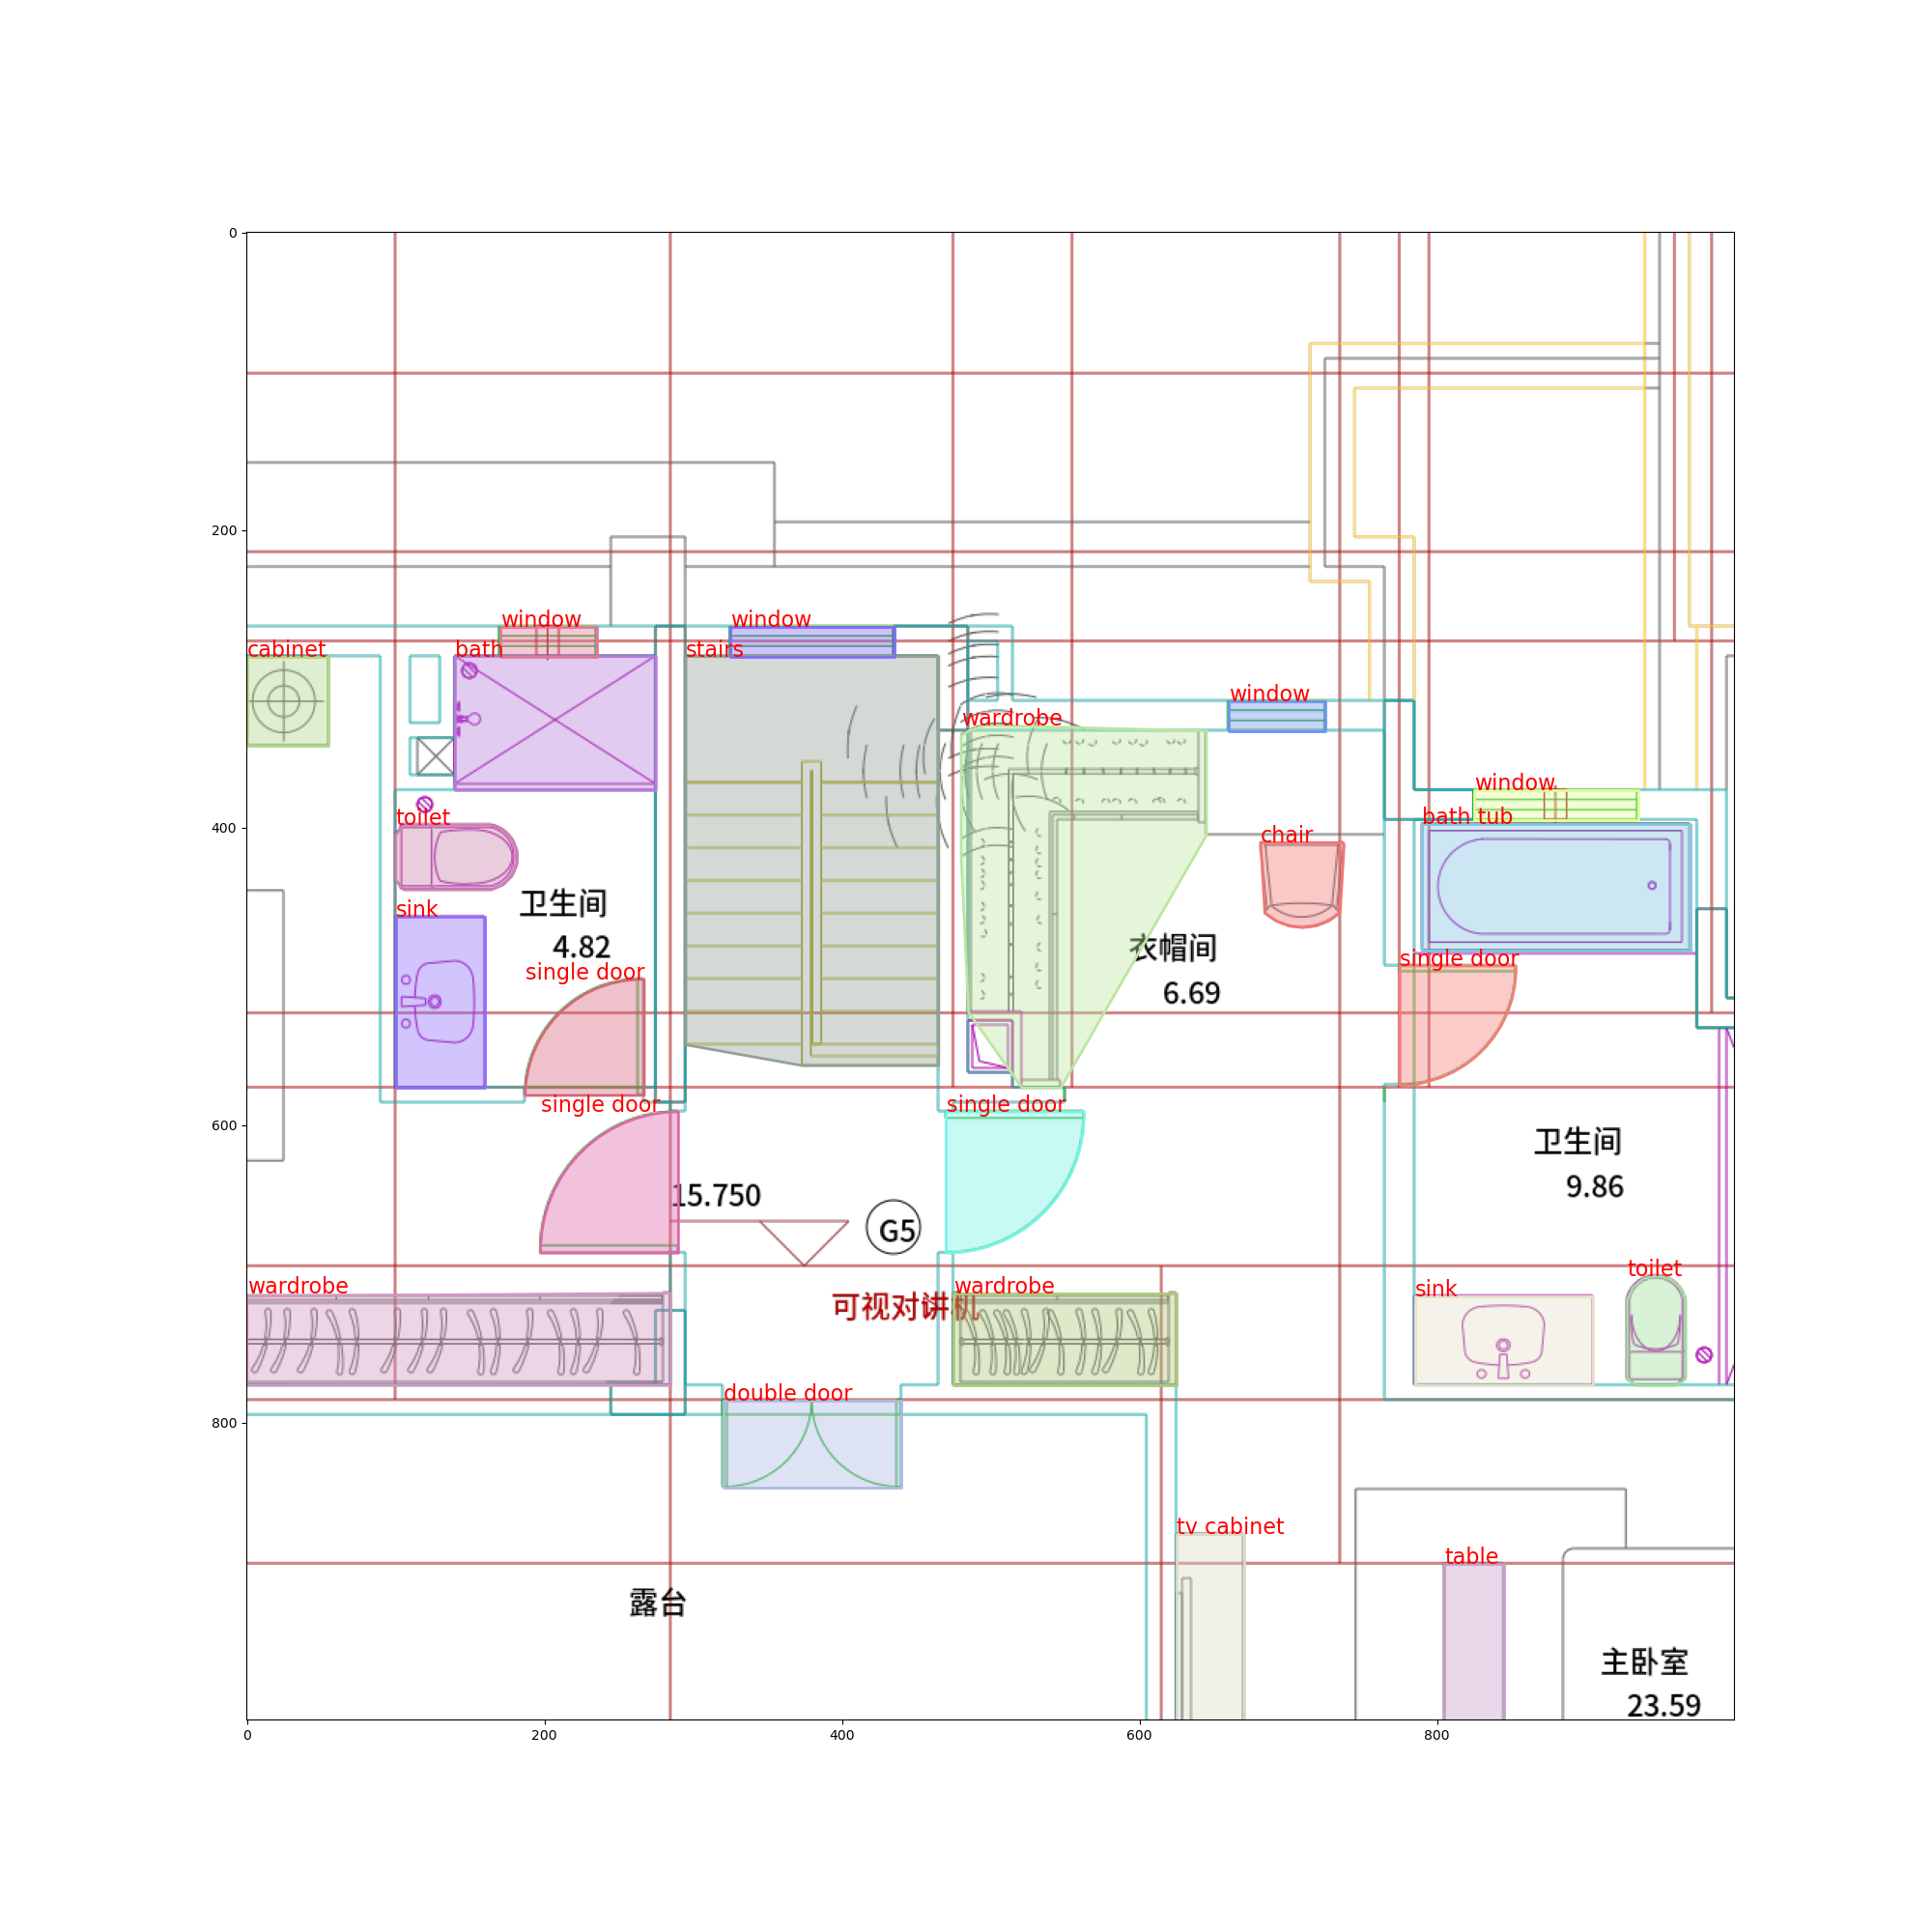 0
200
window
window
cabinet
bath
stairs
window
wardrobe
window
400
toilet
bath tub
chair
卫生间
4.82
sink
衣帽间
6.69
single door
single door
single door
single door
600
卫生间
9.86
15.750
G5
wardrobe
可视对讲机
wardrobe
sink
toilet
double door
800
tv cabinet
table
露台
主卧室
23.59
0
200
400
600
800